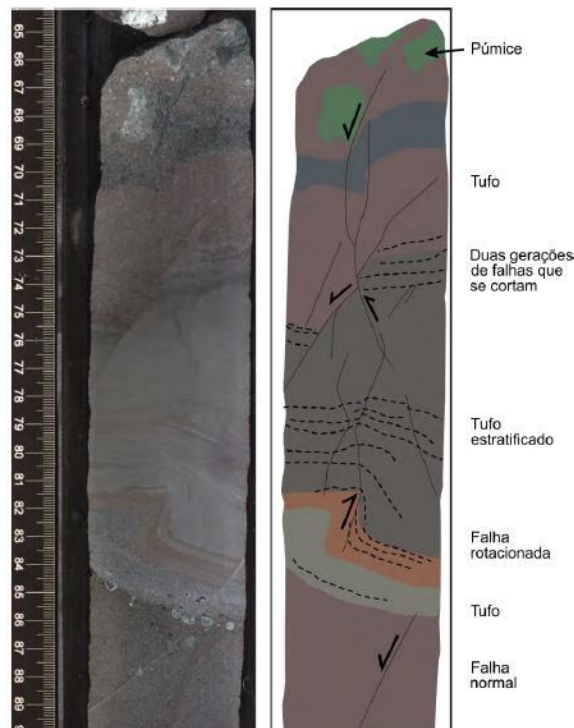 65
66
67
68
69
70
71
72
73
74
75
76
77
78
79
80
81
82
83
84
85
86
87
88
89
Púmice
Tufo
Duas gerações
de falhas que
se cortam
Tufo
estratificado
Falha
rotacionada
Tufo
Falha
normal